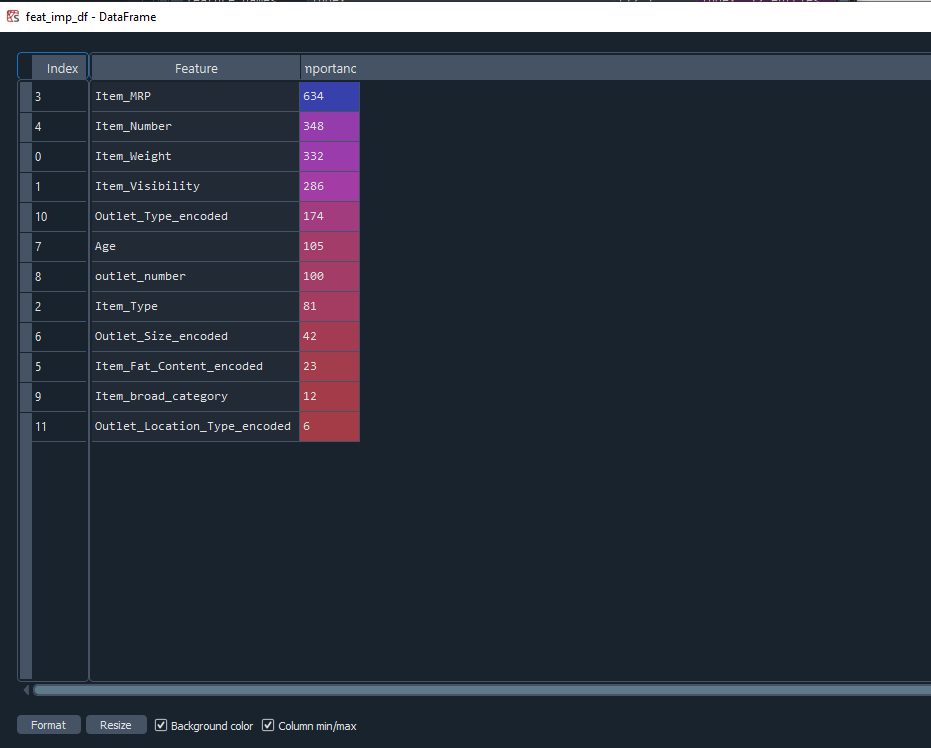 feat_imp_df - DataFrame
Index Feature mportanc
3 Item_MRP 634
4 Item_Number 348
0 Item_Weight 332
1 Item_Visibility 286
10 Outlet_Type_encoded 174
7 Age 105
8 outlet_number 100
2 Item_Type 81
6 Outlet_Size_encoded 42
5 Item_Fat_Content_encoded 23
9 Item_broad_category 12
11 Outlet_Location_Type_encoded 6
Format Resize Background color Column min/max